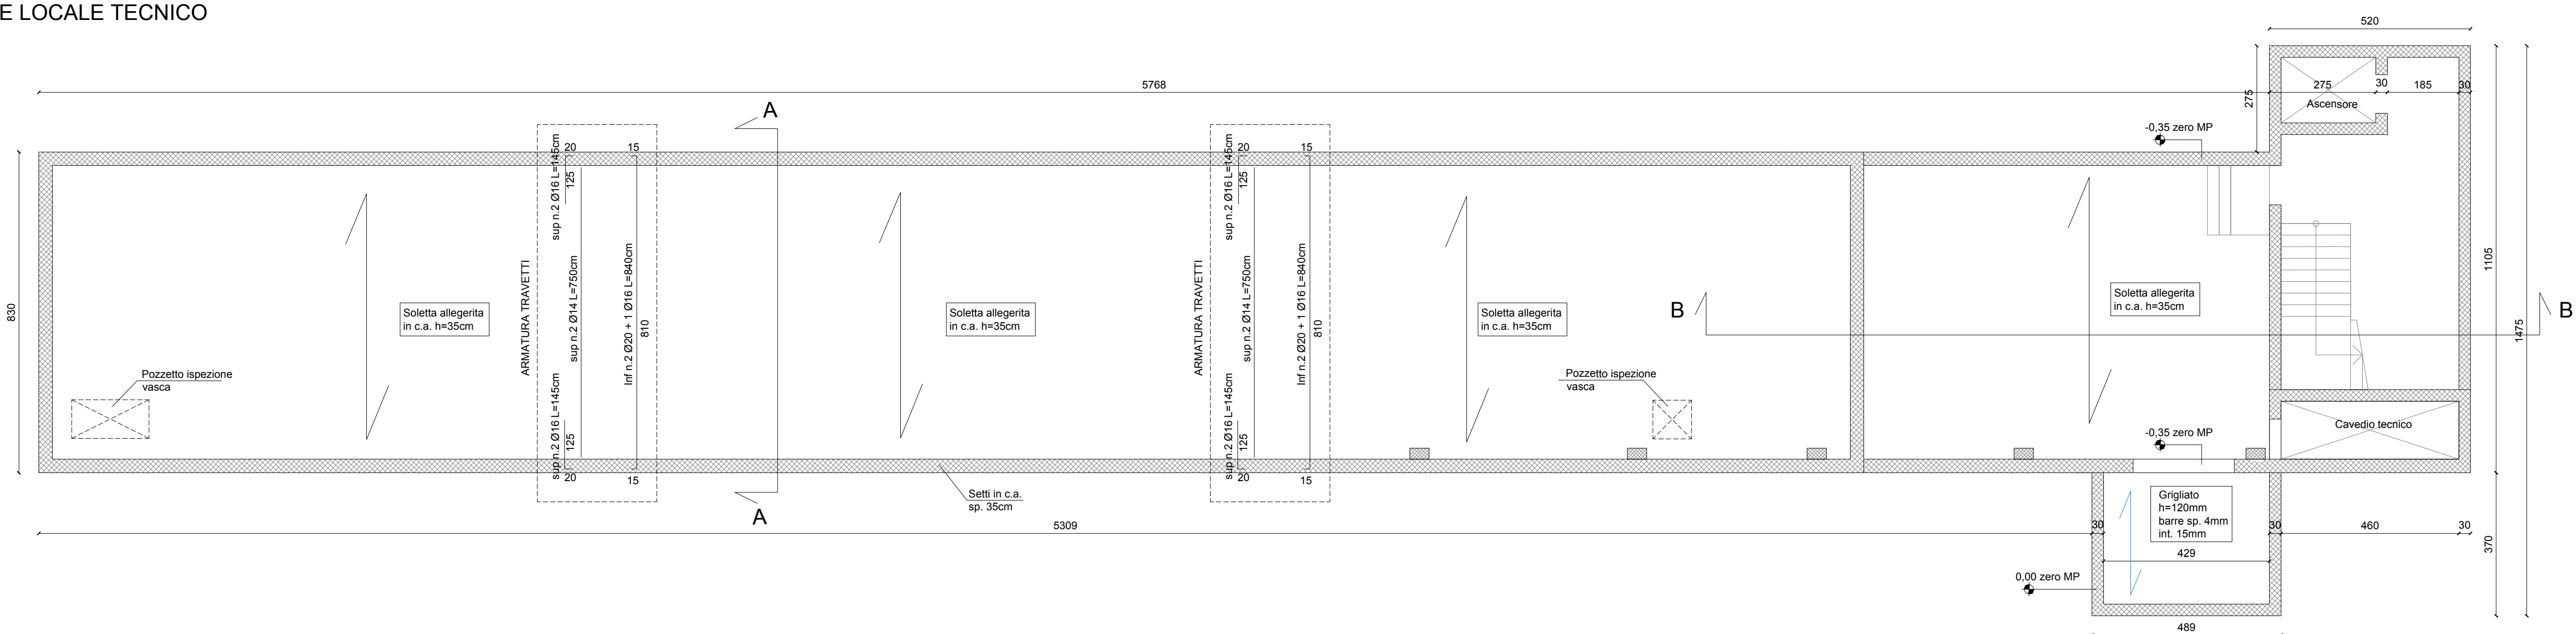 E LOCALE TECNICO
520
5768
275
275
30
185
30
Ascensore
A
-0,35 zero MP
20
15
sup n.2 Ø16 L=145cm
125
20
15
sup n.2 Ø16 L=145cm
125
830
ARMATURA TRAVETTI
sup n.2 Ø14 L=750cm
Inf n.2 Ø20 + 1 Ø16 L=840cm
810
ARMATURA TRAVETTI
sup n.2 Ø14 L=750cm
Inf n.2 Ø20 + 1 Ø16 L=840cm
810
Soletta allegerita
in c.a. h=35cm
Soletta allegerita
in c.a. h=35cm
Soletta allegerita
in c.a. h=35cm
Soletta allegerita
in c.a. h=35cm
B
B
1105
1475
Pozzetto ispezione
vasca
Pozzetto ispezione
vasca
sup n.2 Ø16 L=145cm
125
20
15
sup n.2 Ø16 L=145cm
125
20
15
-0,35 zero MP
Cavedio tecnico
A
Setti in c.a.
sp. 35cm
Grigliato
h=120mm
barre sp. 4mm
int. 15mm
5309
30
30
460
30
370
429
0,00 zero MP
489